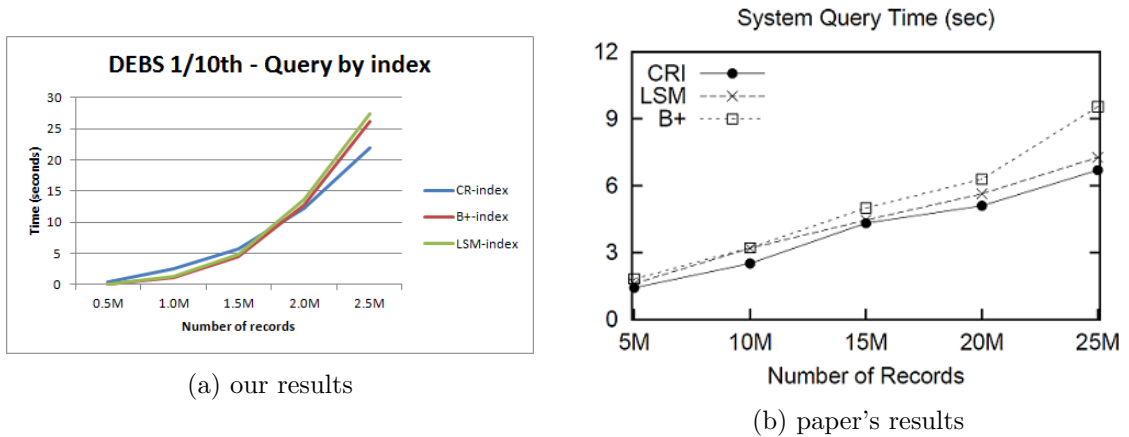 DEBS 1/10th - Query by index
30
25
20
15
10
5
0
Time (seconds)
0.5M 1.0M 1.5M 2.0M 2.5M
Number of records
CR-index
B+-index
LSM-index
(a) our results
System Query Time (sec)
12
9
6
3
0
CRI
LSM
B+
5M 10M 15M 20M 25M
Number of Records
(b) paper's results